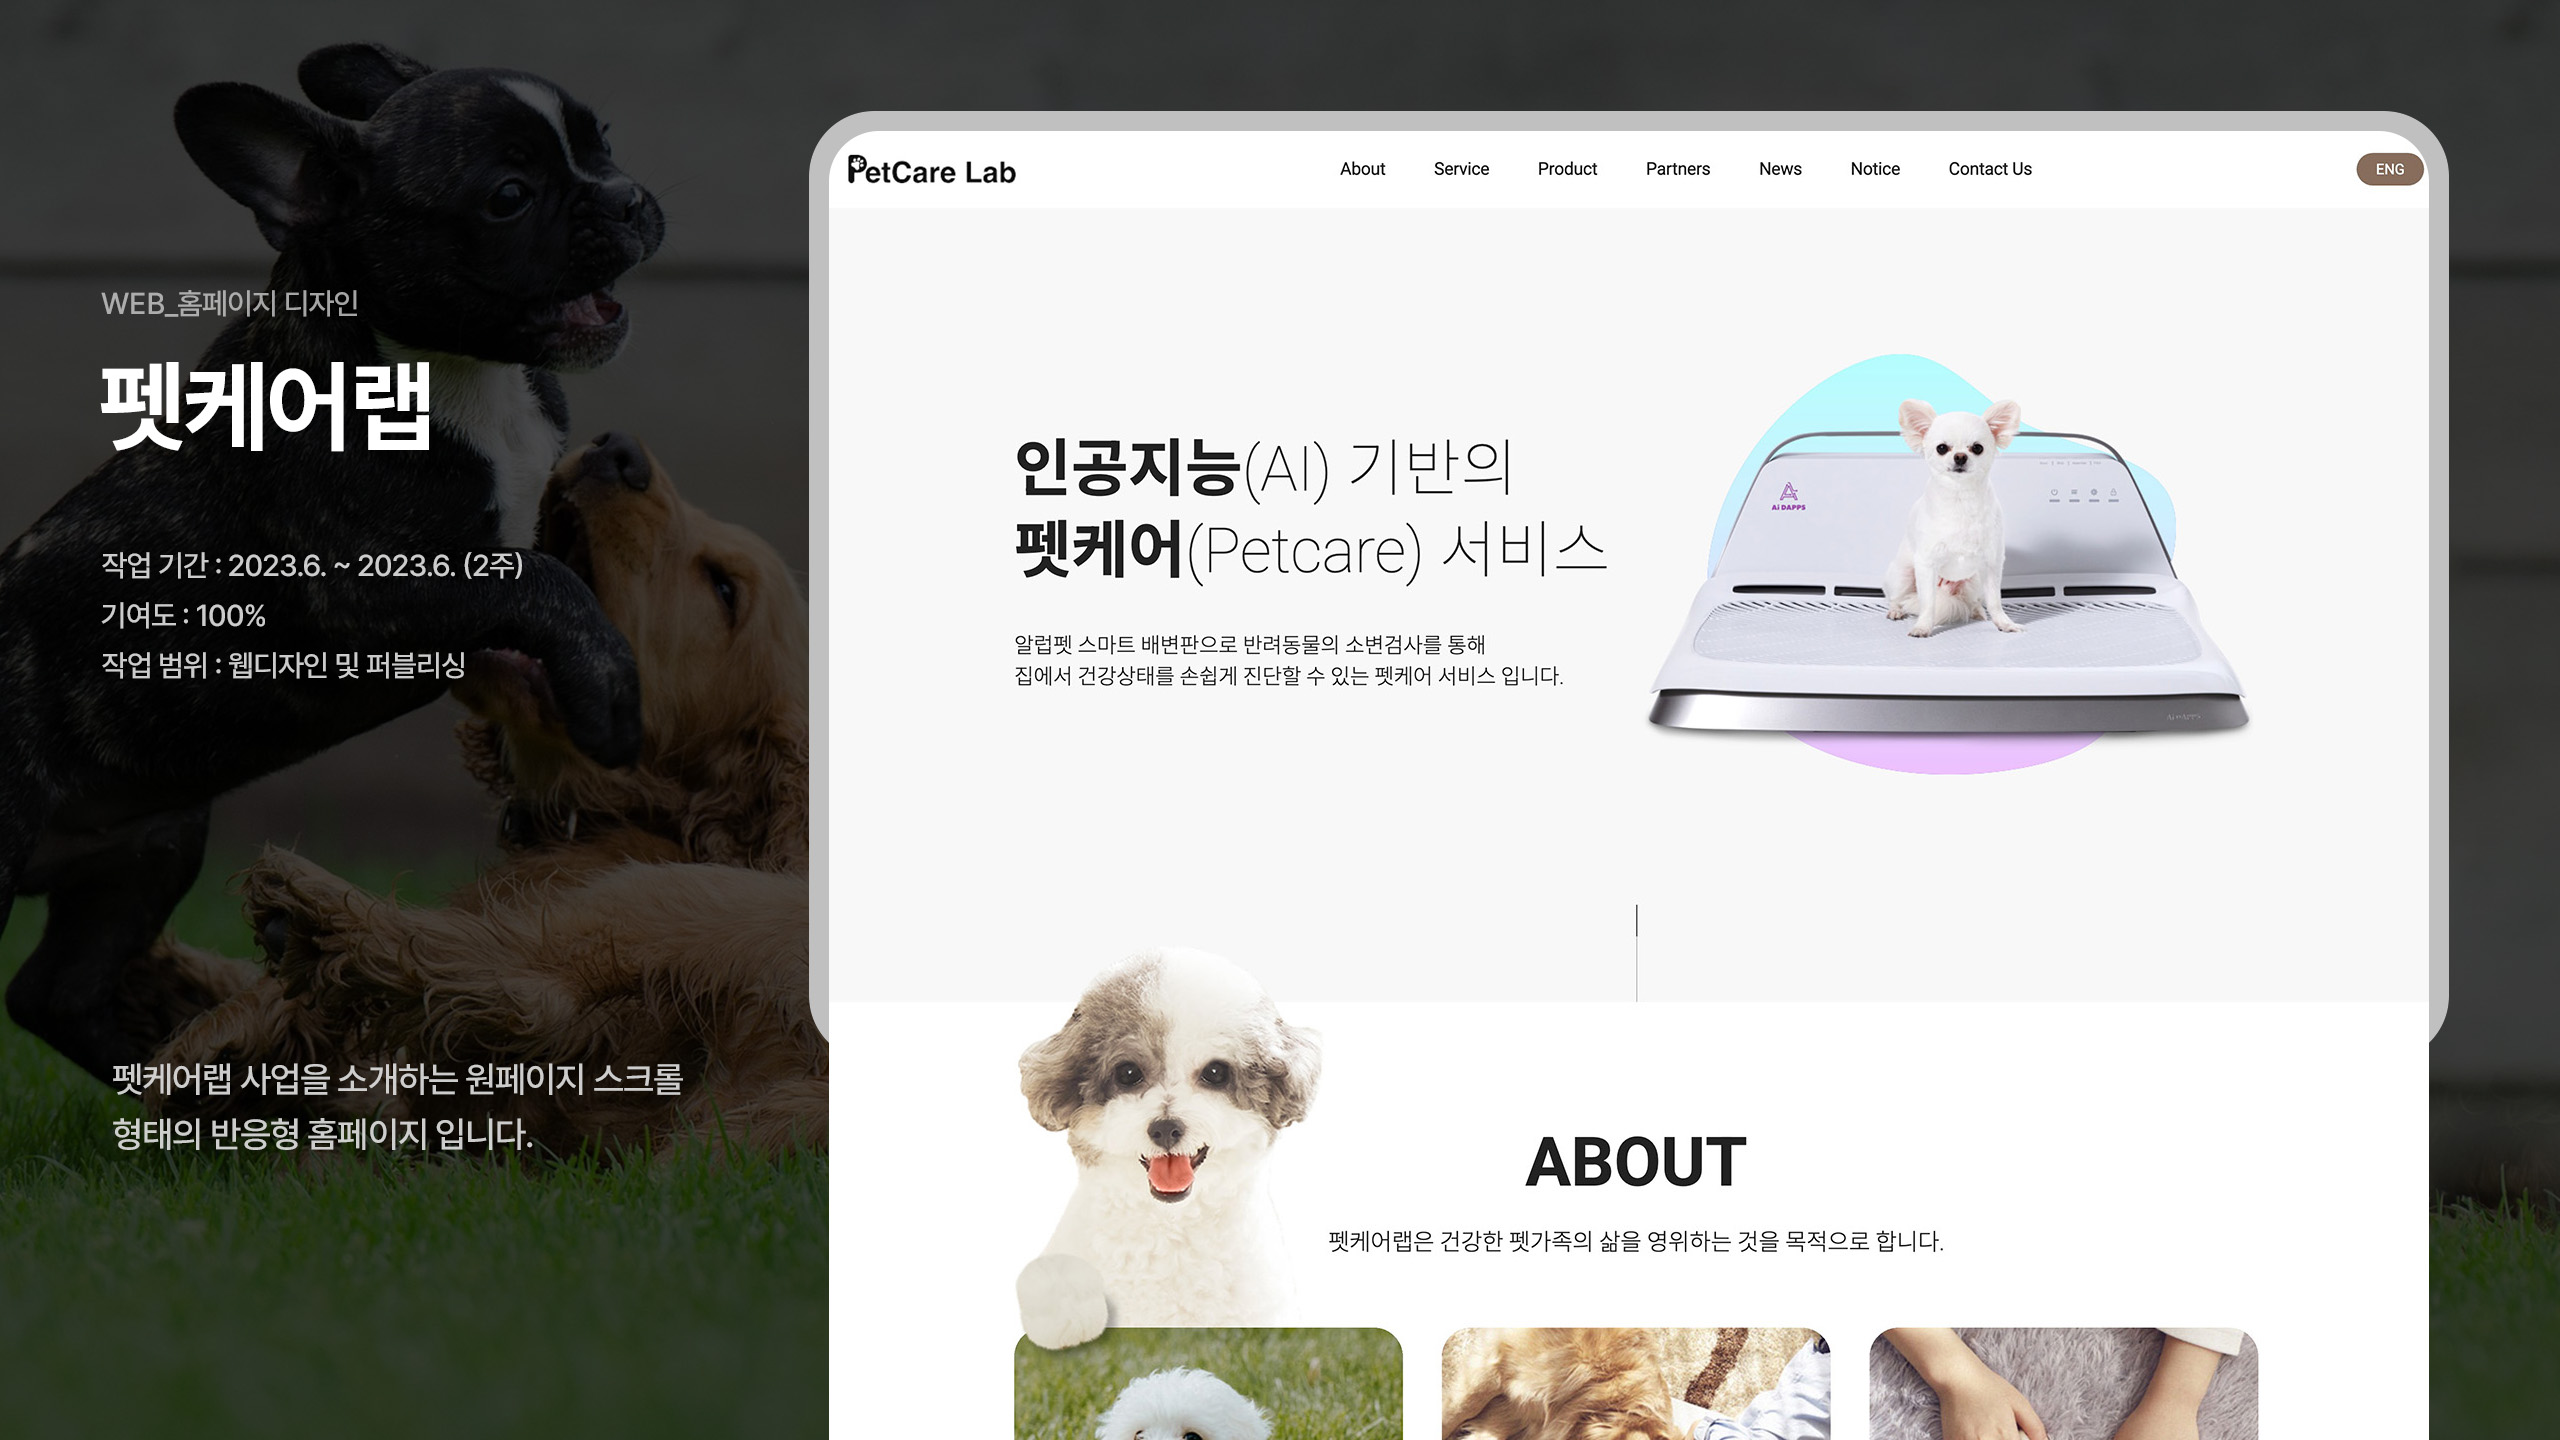 WEB_홈페이지 디자인
펫케어랩
작업 기간 : 2023.6. ~ 2023.6. (2주)
기여도 : 100%
작업 범위 : 웹디자인 및 퍼블리싱
펫케어랩 사업을 소개하는 원페이지 스크롤
형태의 반응형 홈페이지 입니다.
PetCare Lab
About Service Product Partners News Notice Contact Us
ENG
인공지능(AI) 기반의
펫케어(Petcare) 서비스
알럽펫 스마트 배변판으로 반려동물의 소변검사를 통해
집에서 건강상태를 손쉽게 진단할 수 있는 펫케어 서비스 입니다.
Ai DAPPS
Ai DAPPS
ABOUT
펫케어랩은 건강한 펫가족의 삶을 영위하는 것을 목적으로 합니다.